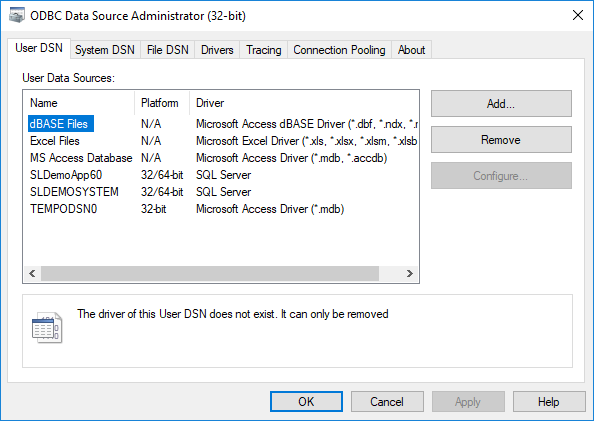 ODBC Data Source Administrator (32-bit)
User DSN System DSN File DSN Drivers Tracing Connection Pooling About
User Data Sources:
Name Platform Driver
dBASE Files N/A Microsoft Access dBASE Driver (*.dbf, *.ndx, *.r
Excel Files N/A Microsoft Excel Driver (*.xls, *.xlsx, *.xlsm, *.xlsb
MS Access Database N/A Microsoft Access Driver (*.mdb, *.accdb)
SLDemoApp60 32/64-bit SQL Server
SLDEMOSYSTEM 32/64-bit SQL Server
TEMPODSN0 32-bit Microsoft Access Driver (*.mdb)
Add...
Remove
Configure...
The driver of this User DSN does not exist. It can only be removed
OK Cancel Apply Help